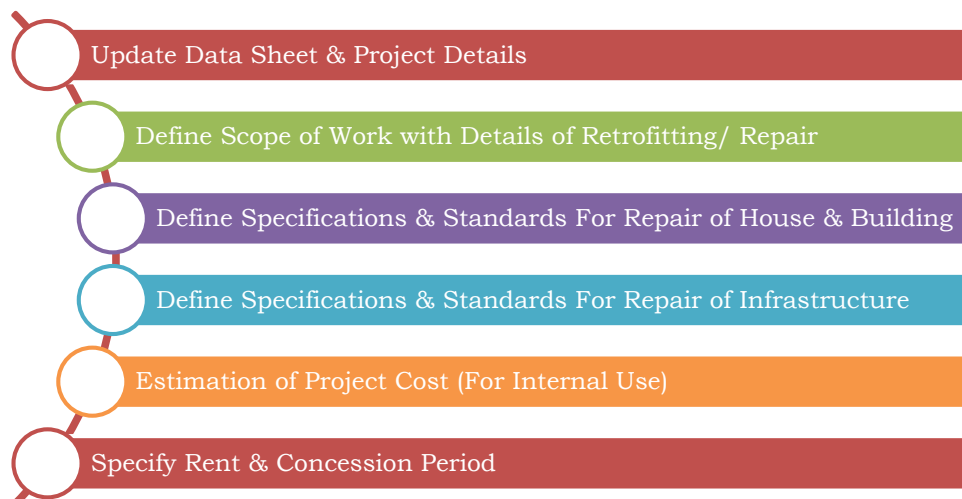 Update Data Sheet & Project Details
Define Scope of Work with Details of Retrofitting/ Repair
Define Specifications & Standards For Repair of House & Building
Define Specifications & Standards For Repair of Infrastructure
Estimation of Project Cost (For Internal Use)
Specify Rent & Concession Period